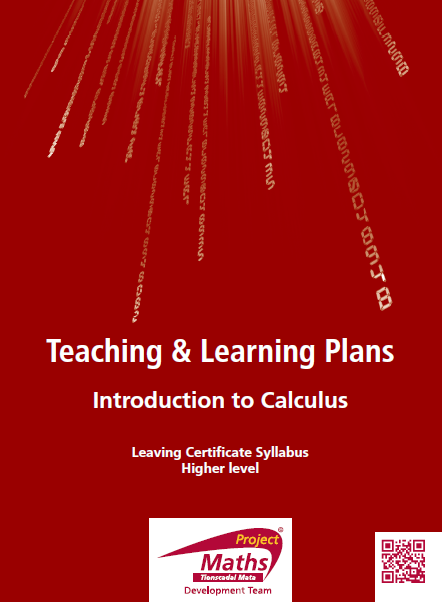 Teaching & Learning Plans
Introduction to Calculus
Leaving Certificate Syllabus
Higher level
Project
®
Maths
Tionscadal Mata
Development Team